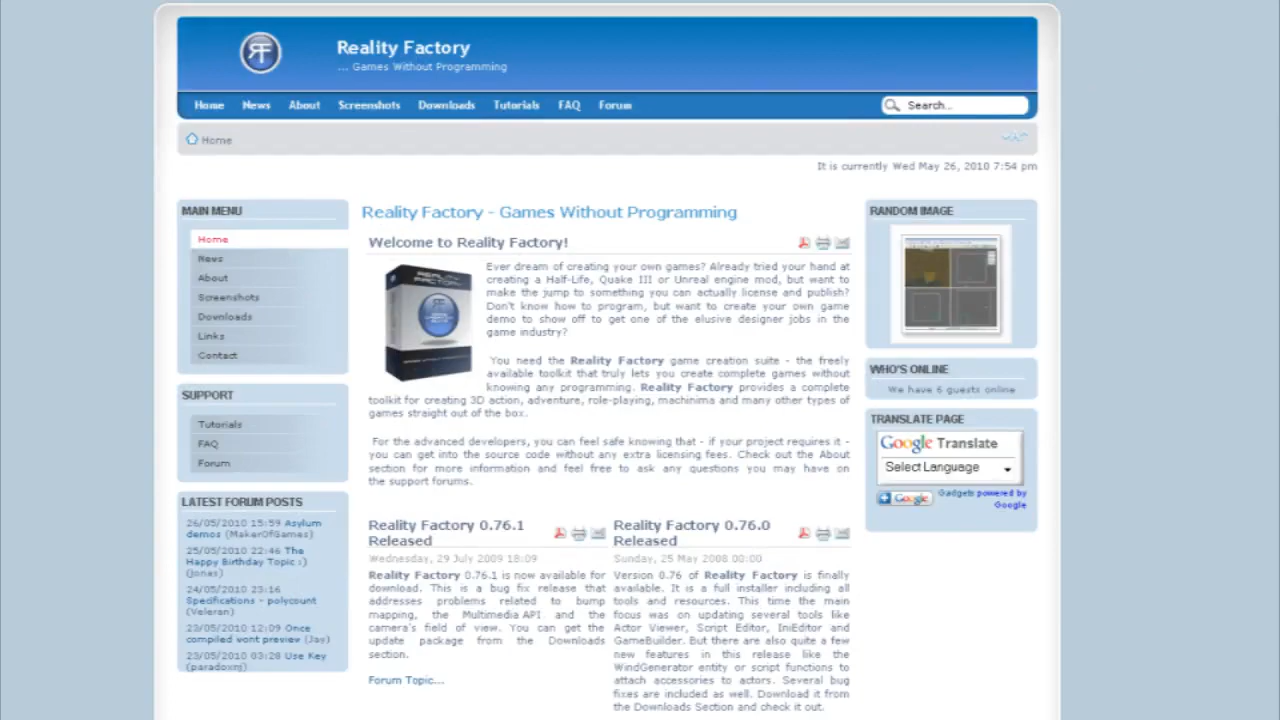 Reality Factory
... Games Without Programming
Home News About Screenshots Downloads Tutorials FAQ Forum
Search...
Home
It is currently Wed May 26, 2010 7:54 pm
MAIN MENU
Home
News
About
Screenshots
Downloads
Links
Contact
SUPPORT
Tutorials
FAQ
Forum
LATEST FORUM POSTS
26/05/2010 15:59 Asylum
demos (MakerOfGames)
25/05/2010 22:46 The
Happy Birthday Topic :)
(Jonas)
24/05/2010 23:16
Specifications - polycount
(Veleran)
23/05/2010 12:09 Once
compiled wont preview (Jay)
23/05/2010 03:28 Use Key
(paradoxnj)
Reality Factory - Games Without Programming
Welcome to Reality Factory!
REALITY
FACTORY
Ever dream of creating your own games? Already tried your hand at
creating a Half-Life, Quake III or Unreal engine mod, but want to
make the jump to something you can actually license and publish?
Don't know how to program, but want to create your own game
demo to show off to get one of the elusive designer jobs in the
game industry?
You need the Reality Factory game creation suite - the freely
available toolkit that truly lets you create complete games without
knowing any programming. Reality Factory provides a complete
toolkit for creating 3D action, adventure, role-playing, machinima and many other types of
games straight out of the box.
For the advanced developers, you can feel safe knowing that - if your project requires it -
you can get into the source code without any extra licensing fees. Check out the About
section for more information and feel free to ask any questions you may have on
the support forums.
Reality Factory 0.76.1
Released
Wednesday, 29 July 2009 18:09
Reality Factory 0.76.1 is now available for
download. This is a bug fix release that
addresses problems related to bump
mapping, the Multimedia API and the
camera's field of view. You can get the
update package from the Downloads
section.
Forum Topic...
Reality Factory 0.76.0
Released
Sunday, 25 May 2008 00:00
Version 0.76 of Reality Factory is finally
available. It is a full installer including all
tools and resources. This time the main
focus was on updating several tools like
Actor Viewer, Script Editor, IniEditor and
GameBuilder. But there are also quite a few
new features in this release like the
WindGenerator entity or script functions to
attach accessories to actors. Several bug
fixes are included as well. Download it from
the Downloads Section and check it out.
RANDOM IMAGE
WHO'S ONLINE
We have 6 guests online
TRANSLATE PAGE
Google Translate
Select Language
Google
Gadgets powered by
Google